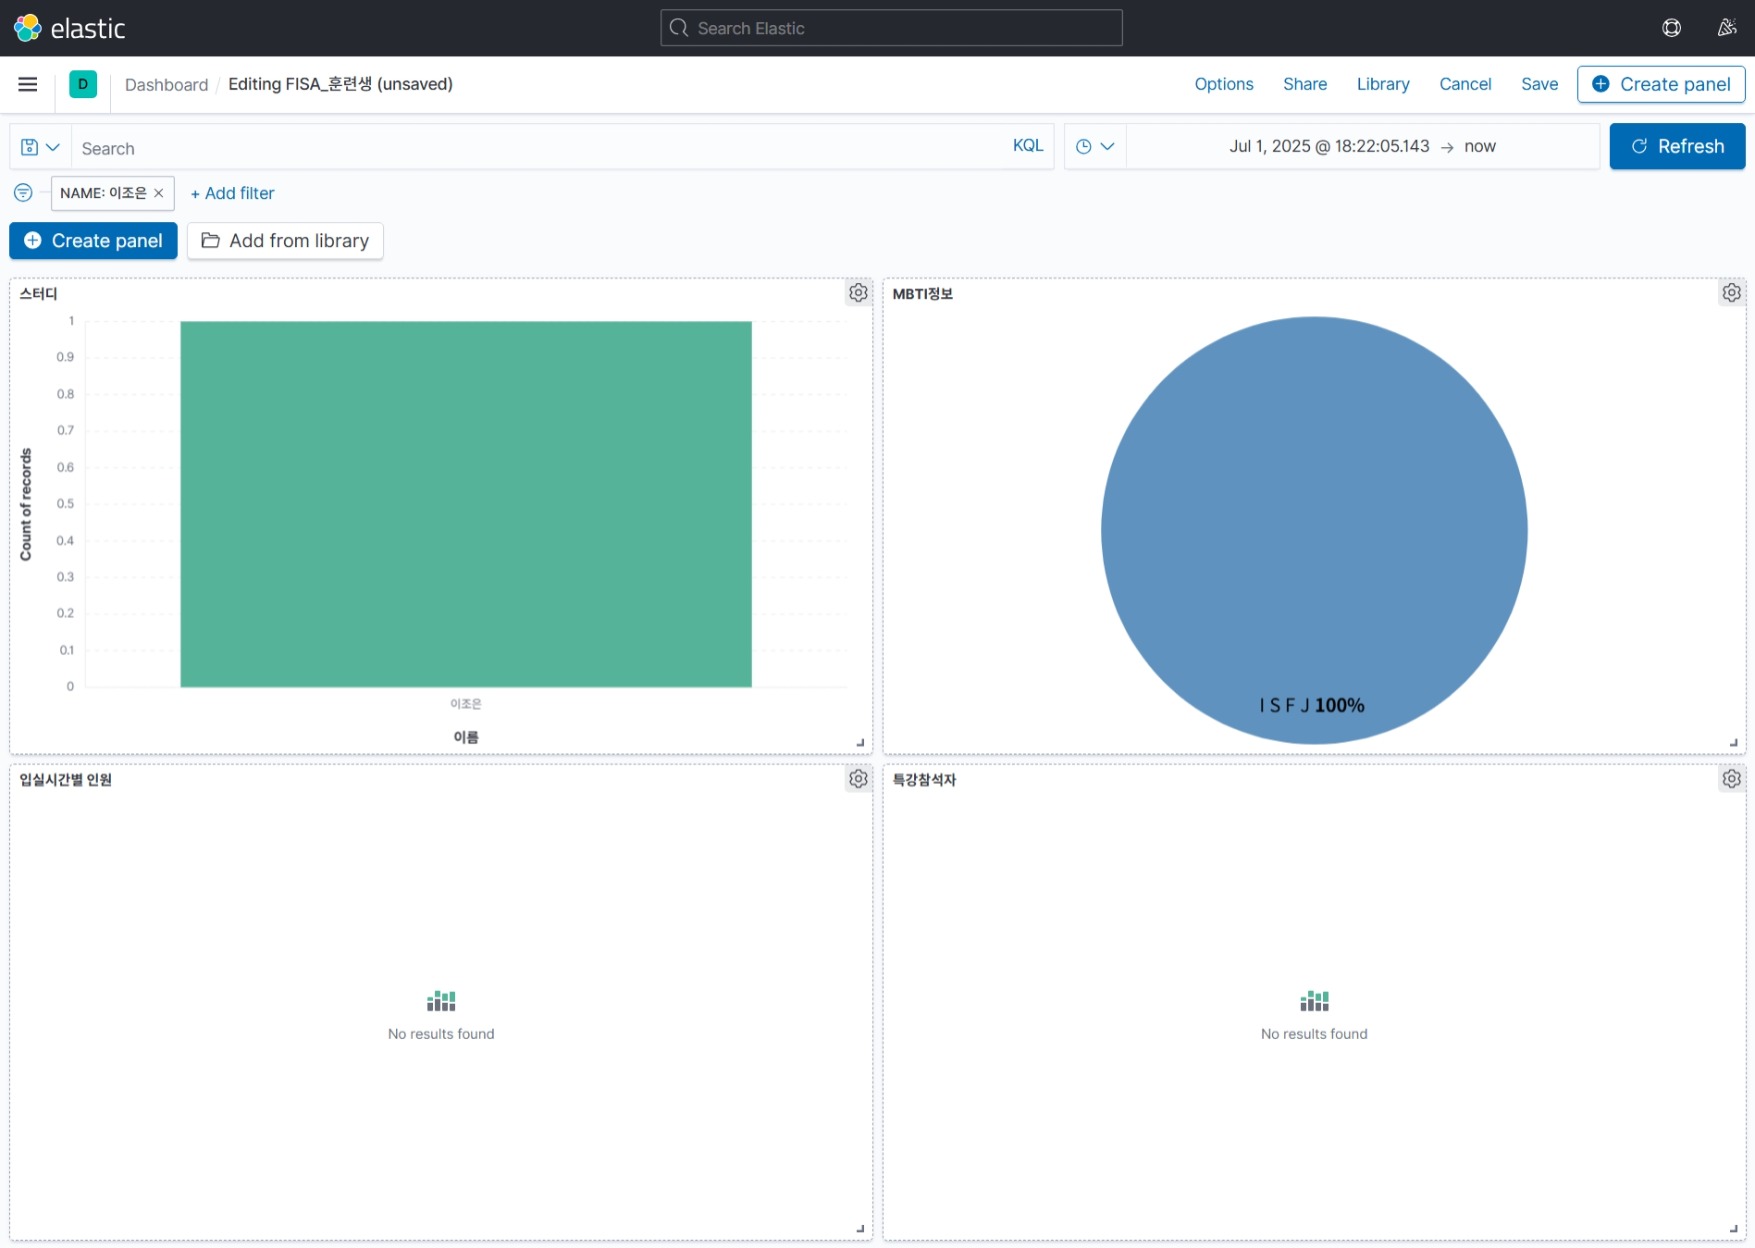 elastic
Search Elastic
D
Dashboard / Editing FISA_훈련생 (unsaved)
Options
Share
Library
Cancel
Save
Create panel
Search
KQL
Jul 1, 2025 @ 18:22:05.143 → now
Refresh
NAME: 이조은 ×
+ Add filter
Create panel
Add from library
스터디
1
0.9
0.8
0.7
0.6
0.5
0.4
0.3
0.2
0.1
0
Count of records
이조은
이름
MBTI정보
I S F J 100%
입실시간별 인원
No results found
특강참석자
No results found